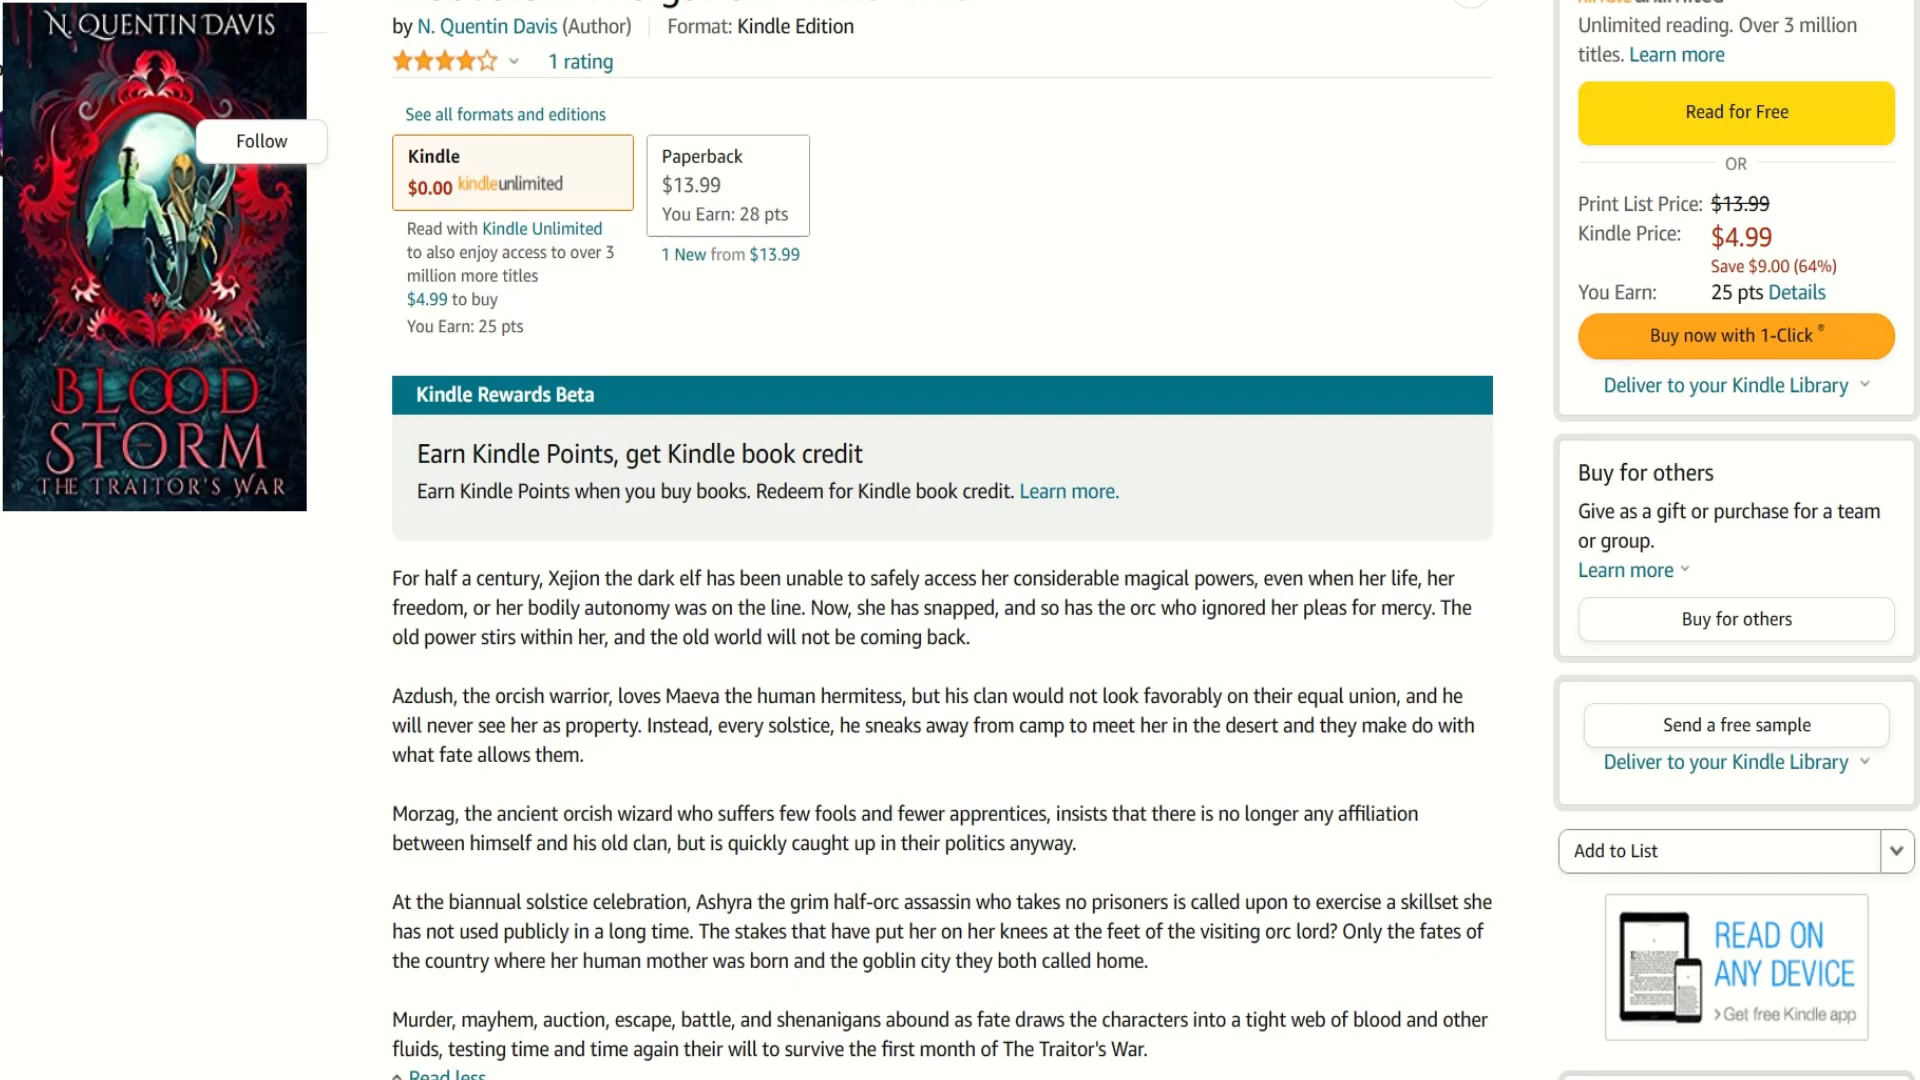 N. QUENTIN DAVIS
BLOOD
STORM
THE TRAITOR'S WAR
Follow
by N. Quentin Davis (Author) Format: Kindle Edition
1 rating
See all formats and editions
Kindle
$0.00 kindleunlimited
Read with Kindle Unlimited
to also enjoy access to over 3
million more titles
$4.99 to buy
You Earn: 25 pts
Paperback
$13.99
You Earn: 28 pts
1 New from $13.99
Kindle Rewards Beta
Earn Kindle Points, get Kindle book credit
Earn Kindle Points when you buy books. Redeem for Kindle book credit. Learn more.
For half a century, Xejion the dark elf has been unable to safely access her considerable magical powers, even when her life, her
freedom, or her bodily autonomy was on the line. Now, she has snapped, and so has the orc who ignored her pleas for mercy. The
old power stirs within her, and the old world will not be coming back.
Azdush, the orcish warrior, loves Maeva the human hermitess, but his clan would not look favorably on their equal union, and he
will never see her as property. Instead, every solstice, he sneaks away from camp to meet her in the desert and they make do with
what fate allows them.
Morzag, the ancient orcish wizard who suffers few fools and fewer apprentices, insists that there is no longer any affiliation
between himself and his old clan, but is quickly caught up in their politics anyway.
At the biannual solstice celebration, Ashyra the grim half-orc assassin who takes no prisoners is called upon to exercise a skillset she
has not used publicly in a long time. The stakes that have put her on her knees at the feet of the visiting orc lord? Only the fates of
the country where her human mother was born and the goblin city they both called home.
Murder, mayhem, auction, escape, battle, and shenanigans abound as fate draws the characters into a tight web of blood and other
fluids, testing time and time again their will to survive the first month of The Traitor's War.
Read less
kindleunlimited
Unlimited reading. Over 3 million
titles. Learn more
Read for Free
OR
Print List Price: $13.99
Kindle Price: $4.99
Save $9.00 (64%)
You Earn: 25 pts Details
Buy now with 1-Click ®
Deliver to your Kindle Library
Buy for others
Give as a gift or purchase for a team
or group.
Learn more
Buy for others
Send a free sample
Deliver to your Kindle Library
Add to List
READ ON
ANY DEVICE
› Get free Kindle app